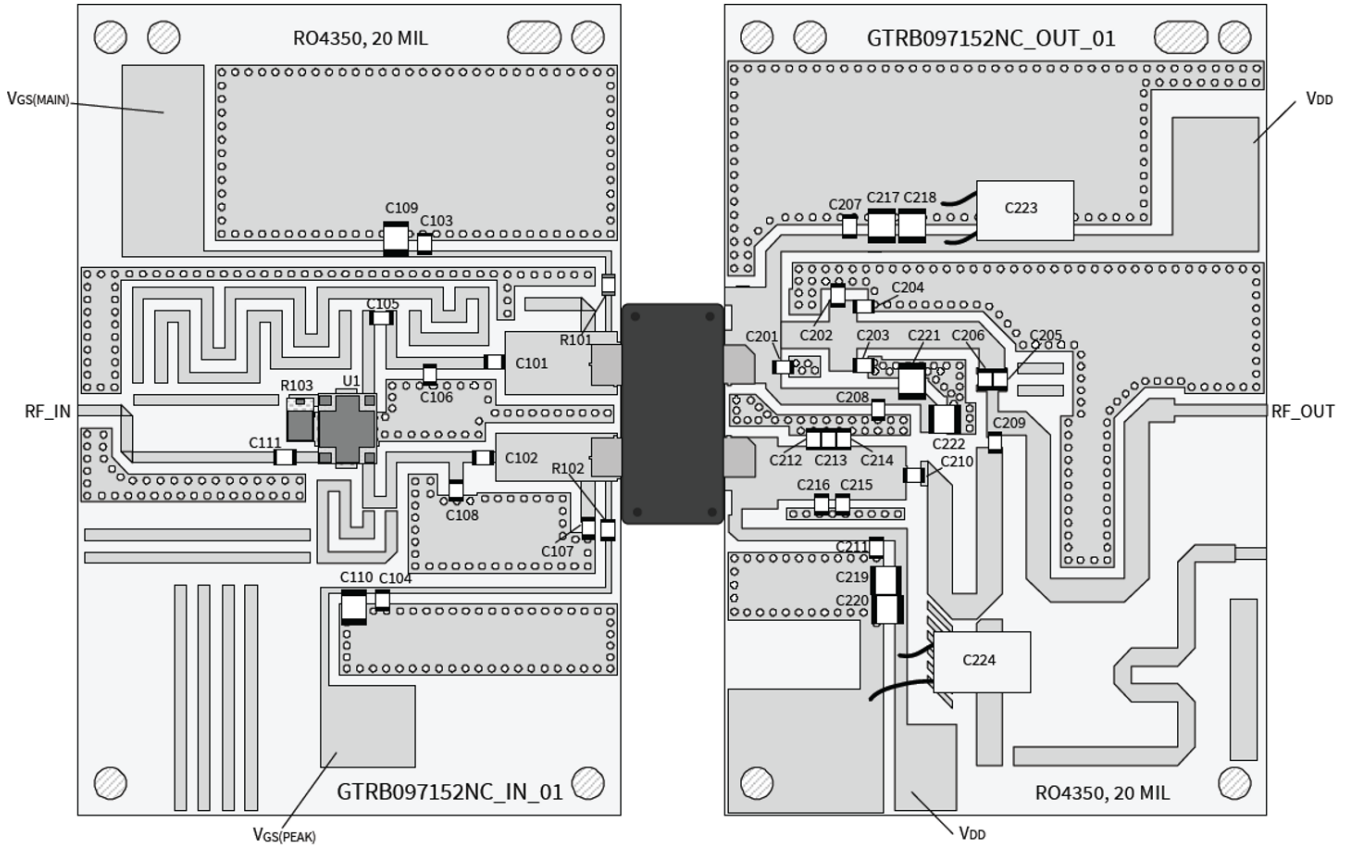 RO4350, 20 MIL
GTRB097152NC_OUT_01
VGS(MAIN)
VDD
C109
C103
C207
C217
C218
C223
C105
R101
C101
C106
R103
U1
RF_IN
C111
C102
R102
C108
C107
C110
C104
C204
C202
C201
C203
C221
C206
C205
C208
RF_OUT
C222
C209
C212
C213
C214
C210
C216
C215
C211
C219
C220
C224
GTRB097152NC_IN_01
RO4350, 20 MIL
VGS(PEAK)
VDD